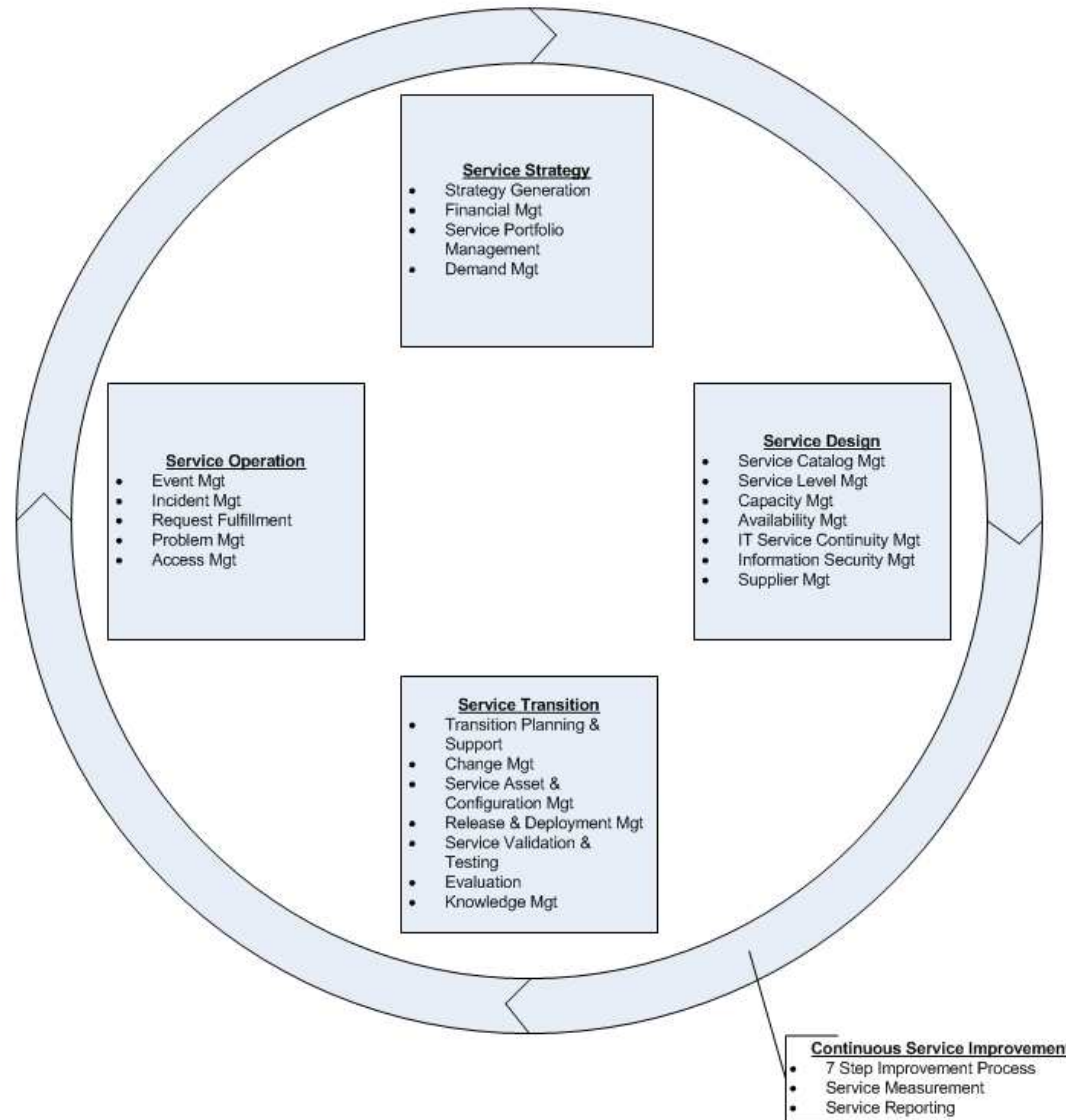 Service Strategy
• Strategy Generation
• Financial Mgt
• Service Portfolio
Management
• Demand Mgt
Service Operation
• Event Mgt
• Incident Mgt
• Request Fulfillment
• Problem Mgt
• Access Mgt
Service Design
• Service Catalog Mgt
• Service Level Mgt
• Capacity Mgt
• Availability Mgt
• IT Service Continuity Mgt
• Information Security Mgt
• Supplier Mgt
Service Transition
• Transition Planning &
Support
• Change Mgt
• Service Asset &
Configuration Mgt
• Release & Deployment Mgt
• Service Validation &
Testing
• Evaluation
• Knowledge Mgt
Continuous Service Improvement
• 7 Step Improvement Process
• Service Measurement
• Service Reporting